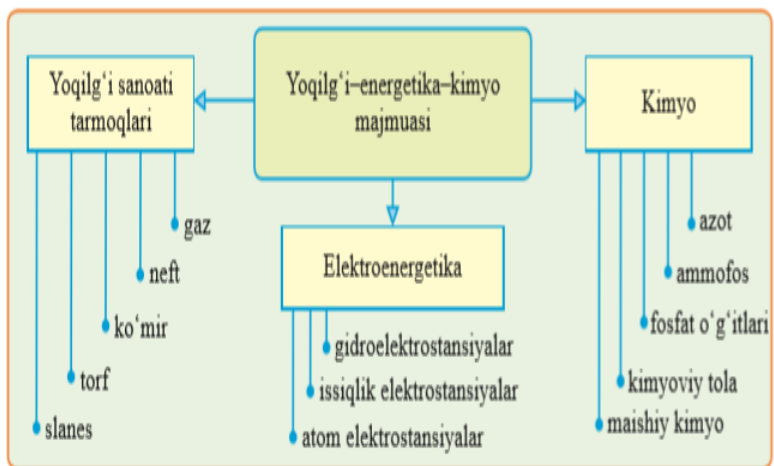 Yoqilg‘i sanoati
tarmoqlari
Yoqilg‘i–energetika–kimyo
majmuasi
Kimyo
gaz
neft
ko‘mir
torf
slanes
Elektroenergetika
gidroelektrostansiyalar
issiqlik elektrostansiyalar
atom elektrostansiyalar
azot
ammofos
fosfat o‘g‘itlari
kimyoviy tola
maishiy kimyo